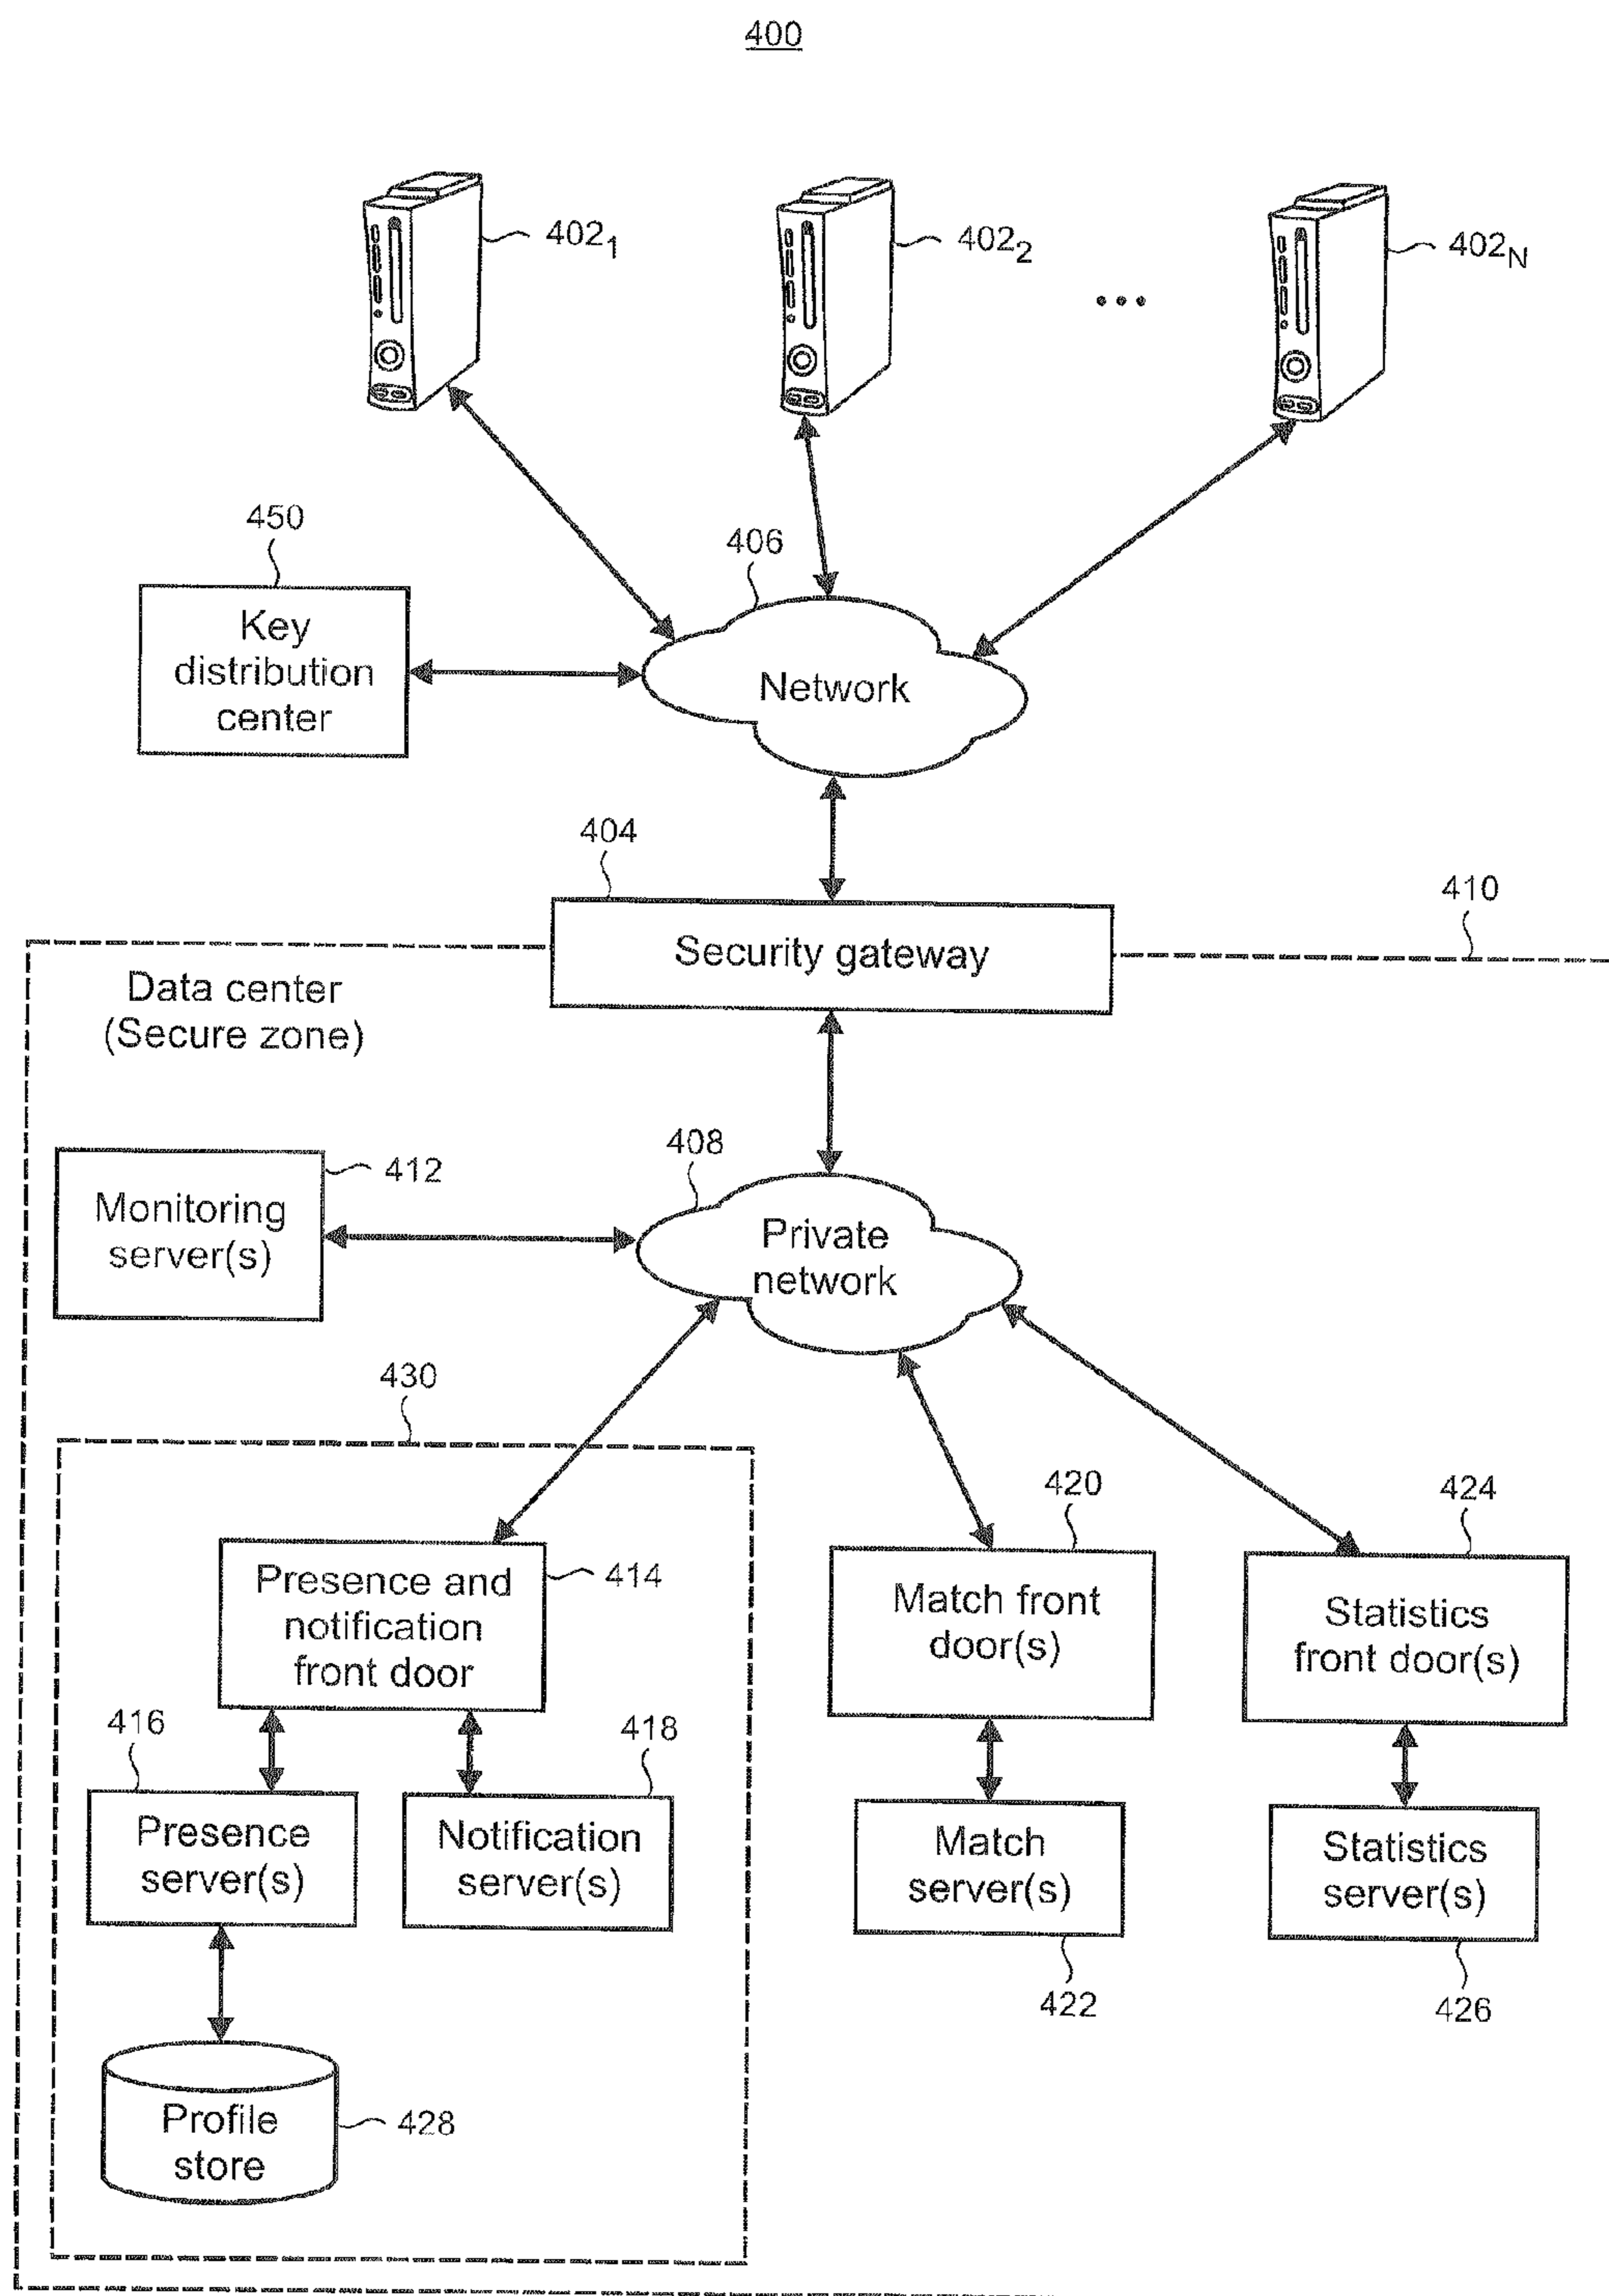 400
402₁
402₂
402N
450
406
Key
distribution
center
Network
404
410
Security gateway
Data center
(Secure zone)
408
412
Monitoring
server(s)
Private
network
430
420
424
Presence and
notification
front door
414
Match front
door(s)
Statistics
front door(s)
416
418
Presence
server(s)
Notification
server(s)
Match
server(s)
Statistics
server(s)
422
426
Profile
store
428